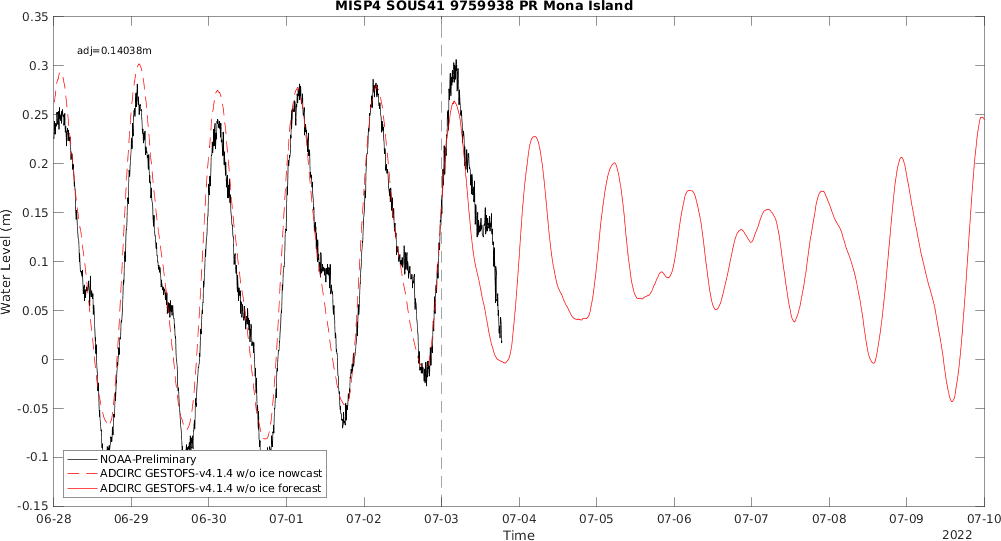 MISP4 SOUS41 9759938 PR Mona Island
adj=0.14038m
Water Level (m)
0.35
0.3
0.25
0.2
0.15
0.1
0.05
0
-0.05
-0.1
-0.15
NOAA-Preliminary
ADCIRC GESTOFS-v4.1.4 w/o ice nowcast
ADCIRC GESTOFS-v4.1.4 w/o ice forecast
06-28 06-29 06-30 07-01 07-02 07-03 07-04 07-05 07-06 07-07 07-08 07-09 07-10
Time
2022